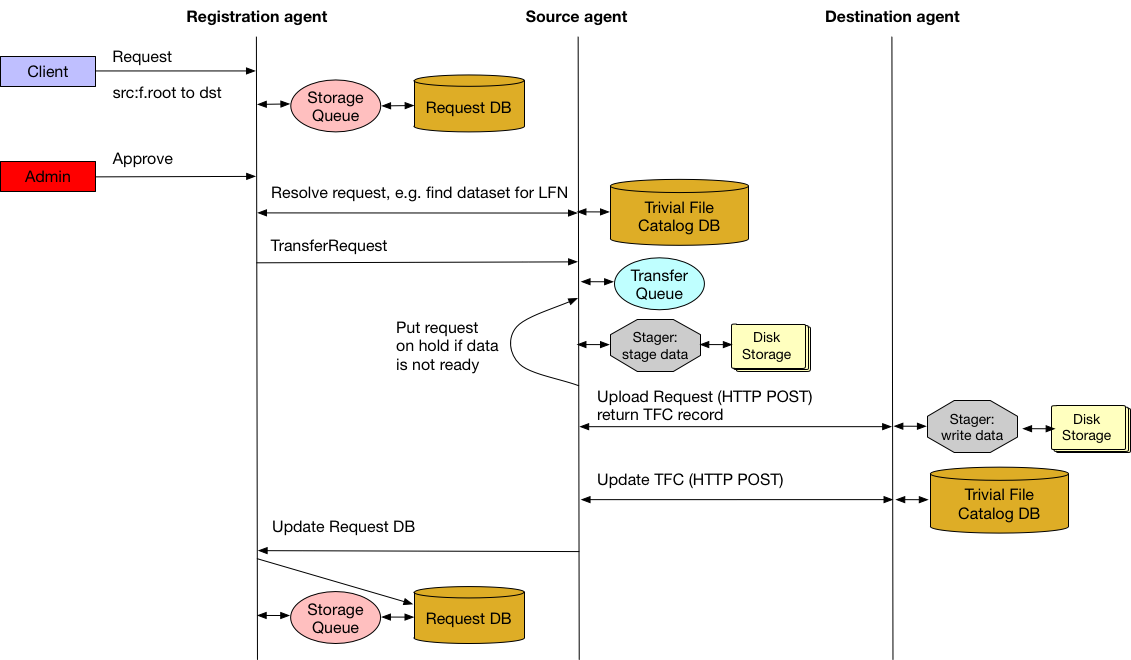 Registration agent
Source agent
Destination agent
Client
Request
src:f.root to dst
Storage
Queue
Request DB
Admin
Approve
Resolve request, e.g. find dataset for LFN
Trivial File
Catalog DB
TransferRequest
Transfer
Queue
Put request
on hold if data
is not ready
Stager:
stage data
Disk
Storage
Upload Request (HTTP POST)
return TFC record
Stager:
write data
Disk
Storage
Update TFC (HTTP POST)
Trivial File
Catalog DB
Update Request DB
Storage
Queue
Request DB